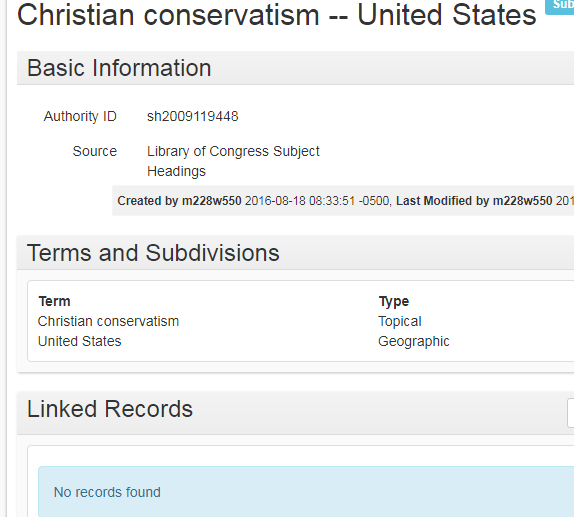 Christian conservatism -- United States Sub
Basic Information
Authority ID sh2009119448
Source Library of Congress Subject
Headings
Created by m228w550 2016-08-18 08:33:51 -0500, Last Modified by m228w550 201
Terms and Subdivisions
Term Type
Christian conservatism Topical
United States Geographic
Linked Records
No records found